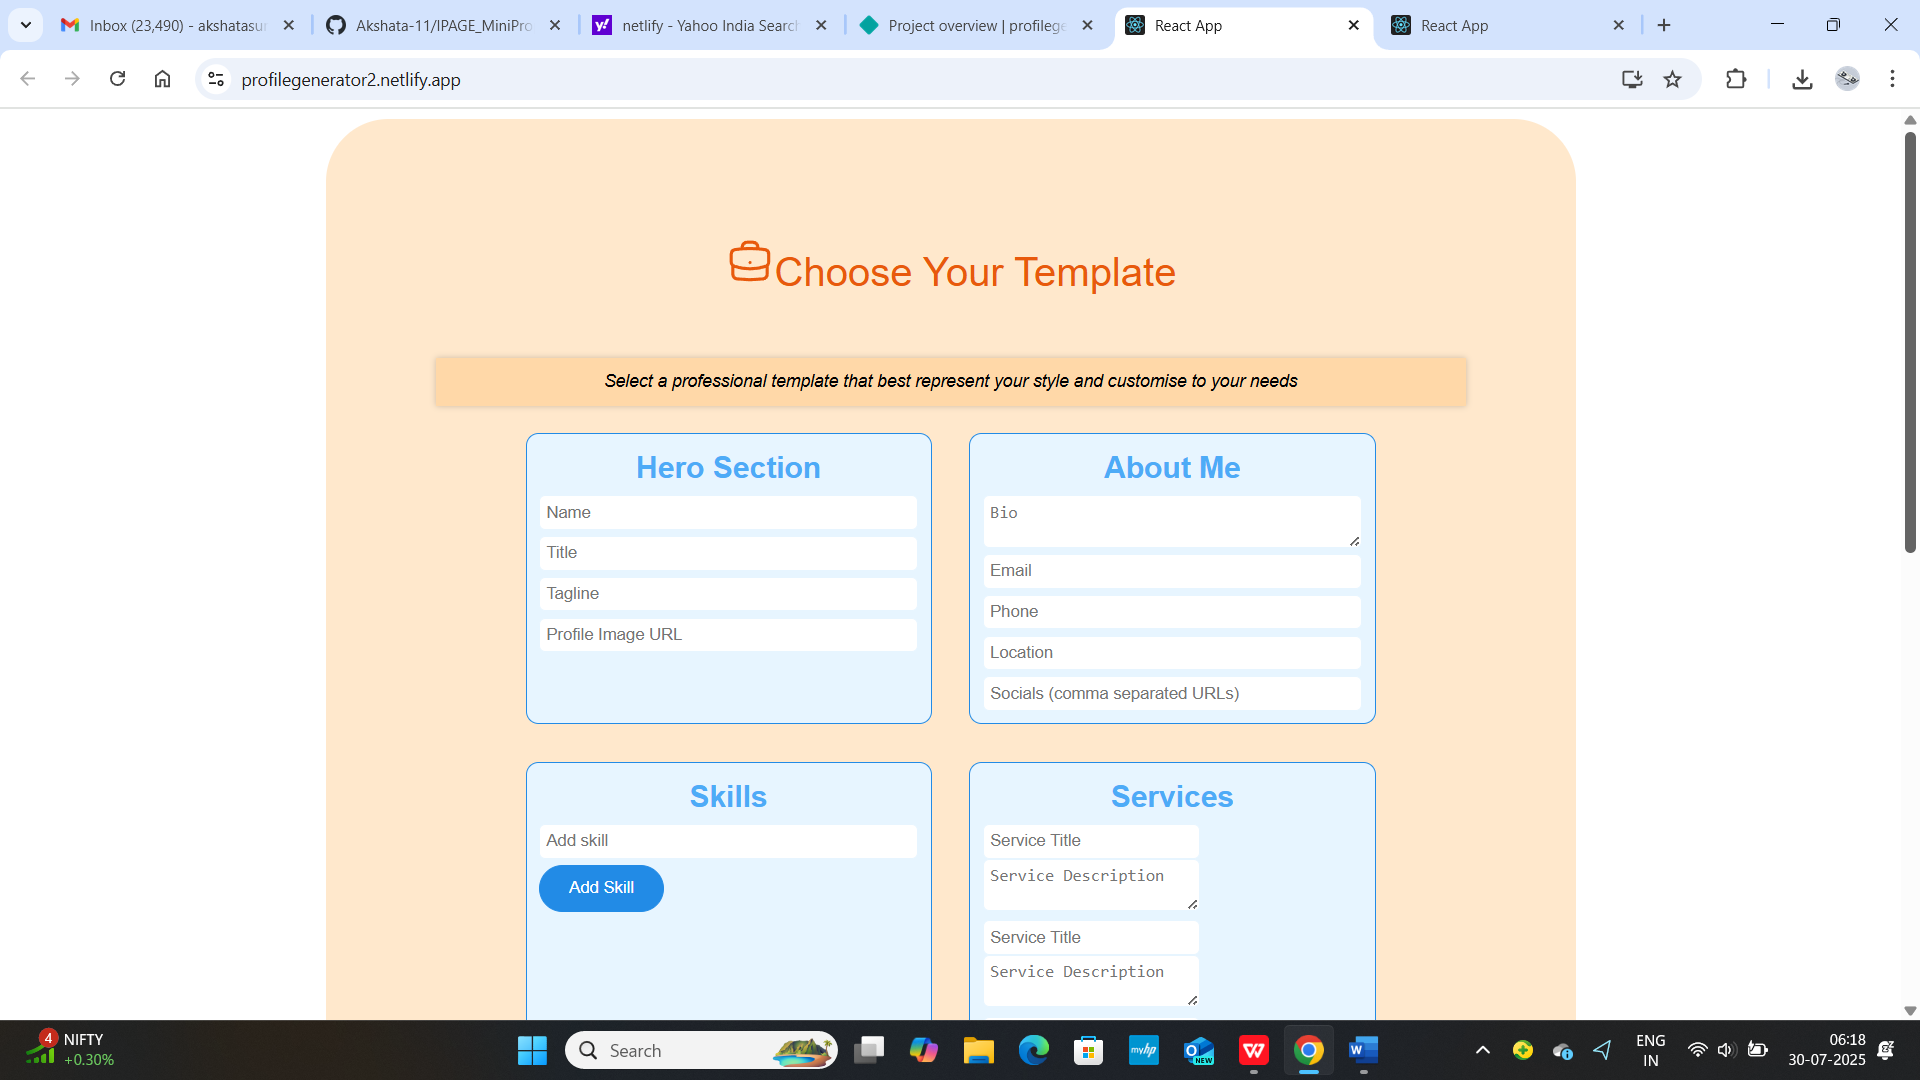 Inbox (23,490) - akshatasur
Akshata-11/IPAGE_MiniPro
netlify - Yahoo India Search
Project overview | profilege
React App
React App
profilegenerator2.netlify.app
Choose Your Template
Select a professional template that best represent your style and customise to your needs
Hero Section
Name
Title
Tagline
Profile Image URL
About Me
Bio
Email
Phone
Location
Socials (comma separated URLs)
Skills
Add skill
Add Skill
Services
Service Title
Service Description
Service Title
Service Description
4
NIFTY
+0.30%
Search
myhp
NEW
ENG
IN
06:18
30-07-2025